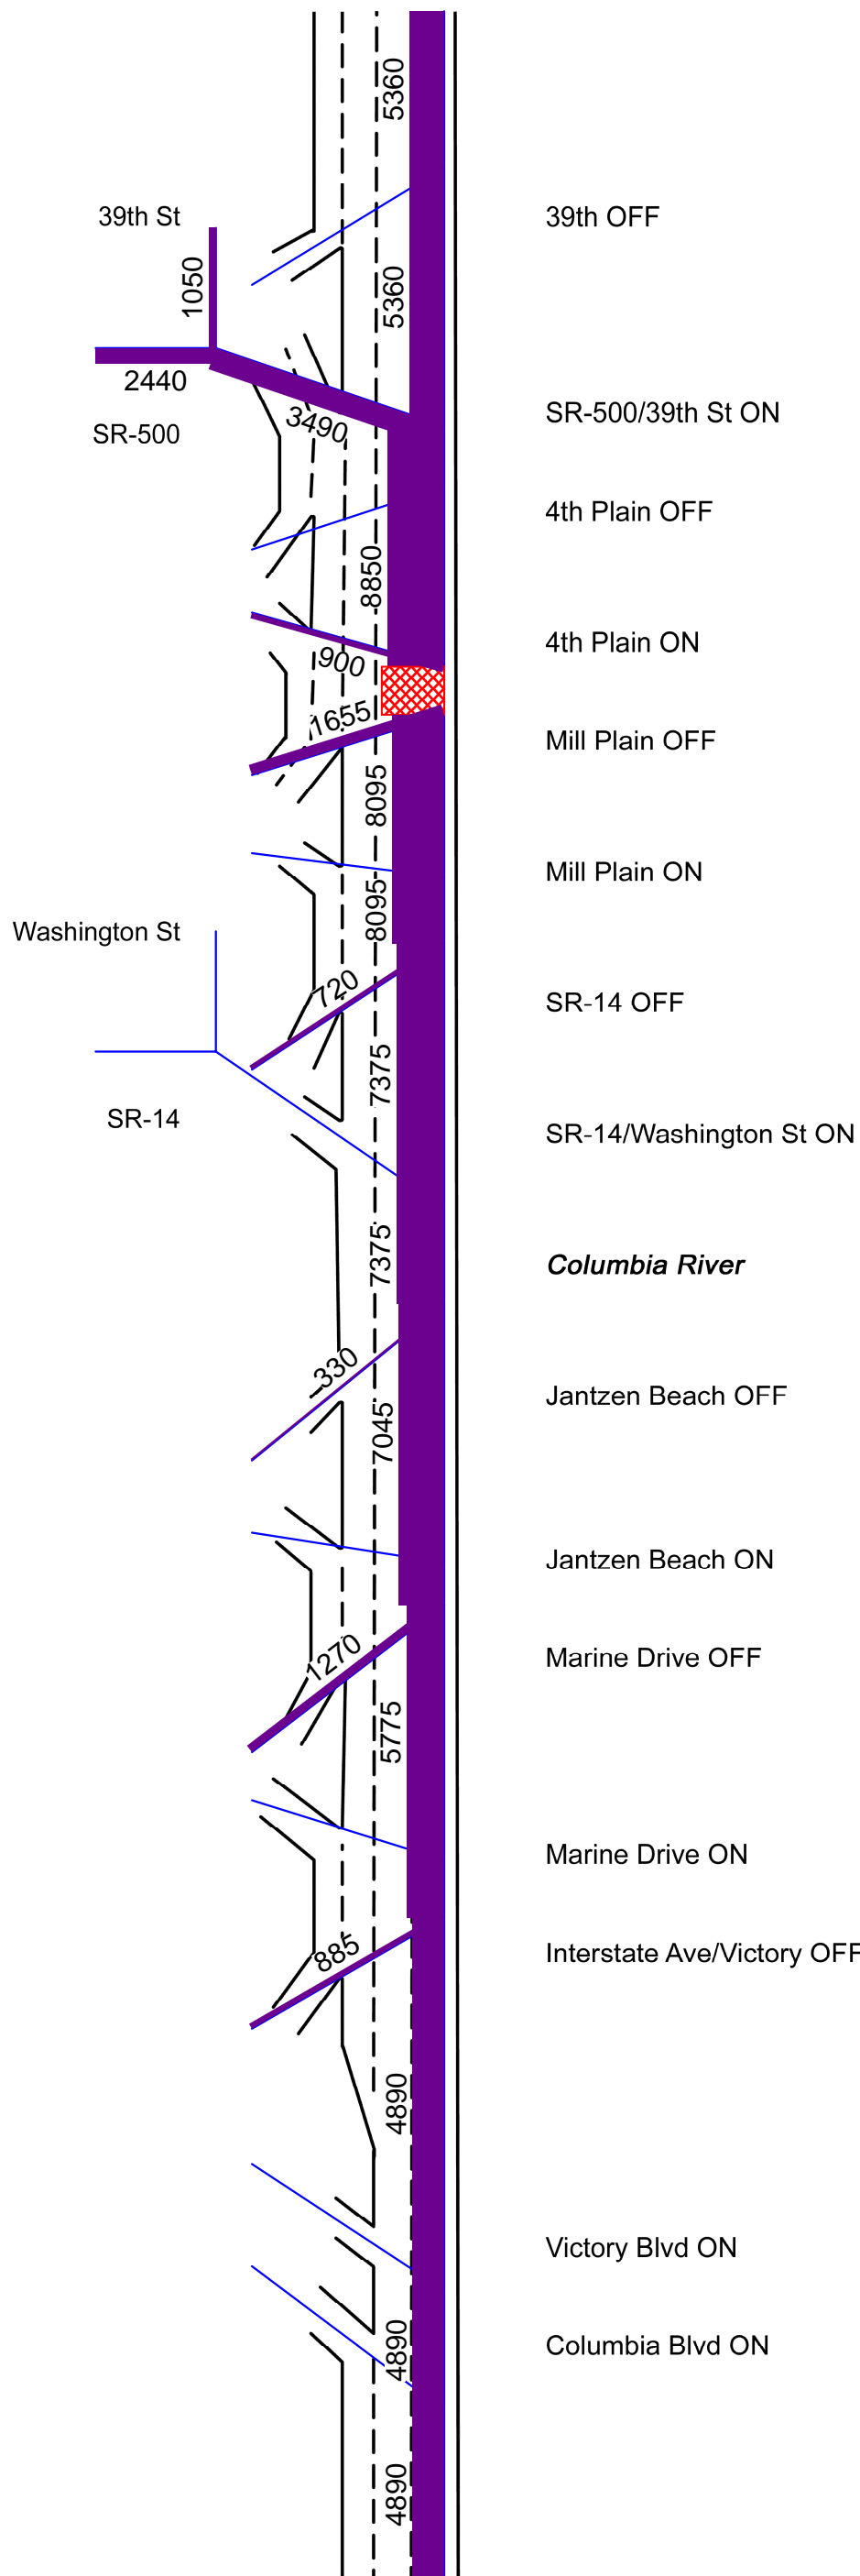 5360
39th St
39th OFF
1050
5360
2440
SR-500/39th St ON
3490
SR-500
4th Plain OFF
8850
4th Plain ON
900
1655
Mill Plain OFF
8095
Mill Plain ON
8095
Washington St
720
SR-14 OFF
7375
SR-14
SR-14/Washington St ON
7375
Columbia River
330
Jantzen Beach OFF
7045
Jantzen Beach ON
1270
Marine Drive OFF
5775
Marine Drive ON
885
Interstate Ave/Victory OFF
4890
Victory Blvd ON
4890
Columbia Blvd ON
4890